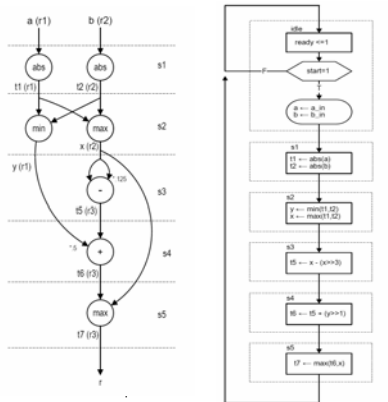 a (r1)
b (r2)
abs
abs
s1
t1 (r1)
t2 (r2)
min
max
s2
x (r2)
y (r1)
*.125
-
s3
t5 (r3)
*.5
+
s4
t6 (r3)
max
s5
t7 (r3)
r
idle
ready <=1
F
start=1
T
a ← a_in
b ← b_in
s1
t1 ← abs(a)
t2 ← abs(b)
s2
y ← min(t1,t2)
x ← max(t1,t2)
s3
t5 ← x - (x>>3)
s4
t6 ← t5 + (y>>1)
s5
t7 ← max(t6,x)